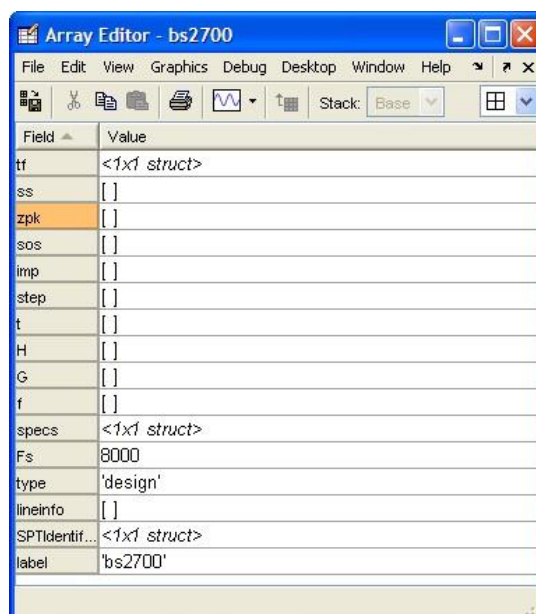 Array Editor - bs2700
File Edit View Graphics Debug Desktop Window Help
Stack: Base
Field Value
tf <1x1 struct>
ss [ ]
zpk [ ]
sos [ ]
imp [ ]
step [ ]
t [ ]
H [ ]
G [ ]
f [ ]
specs <1x1 struct>
Fs 8000
type 'design'
lineinfo [ ]
SPTIdentif... <1x1 struct>
label 'bs2700'